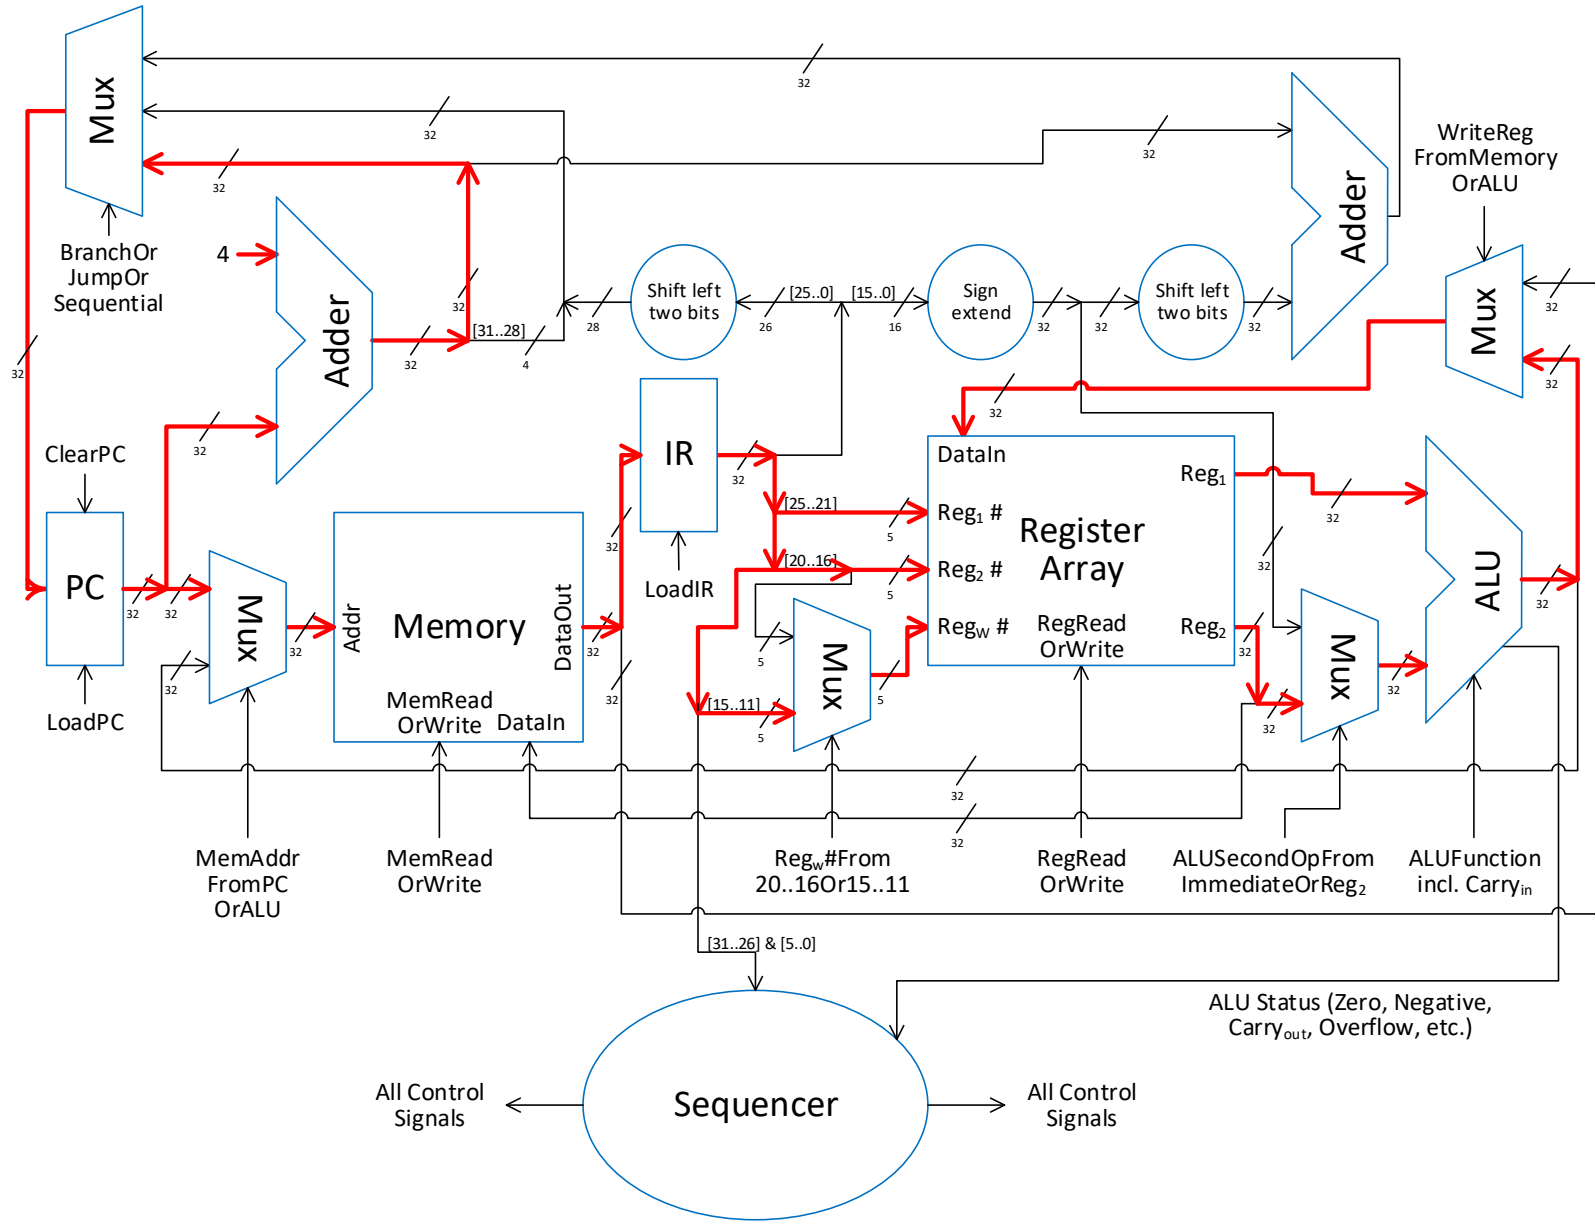 Mux
32
32
32
32
WriteReg
FromMemory
OrALU
BranchOr
JumpOr
Sequential
4
Adder
Adder
32
[31..28]
32
4
28
Shift left
two bits
[25..0]
26
[15..0]
16
Sign
extend
32
32
Shift left
two bits
32
Mux
32
32
32
32
32
ClearPC
IR
32
32
DataIn
Reg₁ #
Reg₂ #
Regw #
Register
Array
RegRead
OrWrite
Reg₁
Reg₂
32
ALU
32
PC
32
32
LoadPC
Mux
32
32
Addr
Memory
MemRead
OrWrite
DataIn
DataOut
32
32
32
LoadIR
[25..21]
5
[20..16]
5
5
[15..11]
5
Mux
5
32
32
32
Mux
32
32
32
MemAddr
FromPC
OrALU
MemRead
OrWrite
Regw#From
20..16Or15..11
RegRead
OrWrite
ALUSecondOpFrom
ImmediateOrReg₂
ALUFunction
incl. Carryin
[31..26] & [5..0]
ALU Status (Zero, Negative,
Carryout, Overflow, etc.)
All Control
Signals
Sequencer
All Control
Signals